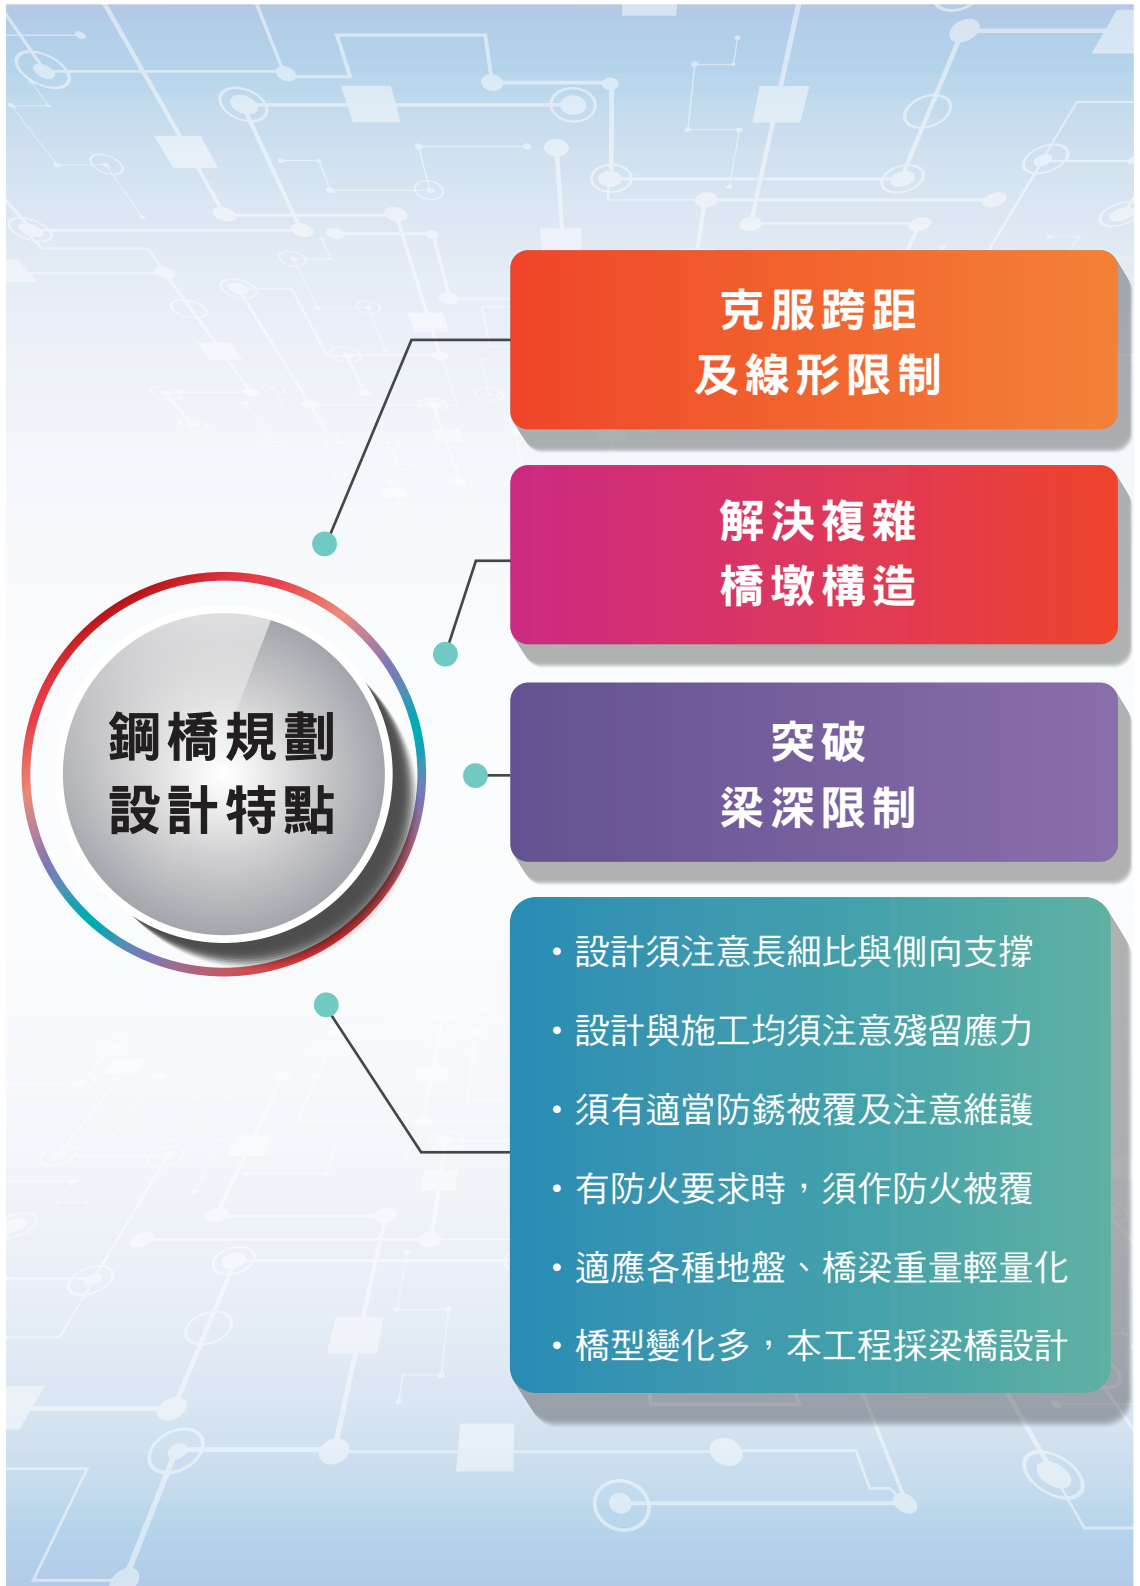 克服跨距
及線形限制
解決複雜
橋墩構造
鋼橋規劃
設計特點
突破
梁深限制
・設計須注意長細比與側向支撐
・設計與施工均須注意殘留應力
・須有適當防銹被覆及注意維護
・有防火要求時，須作防火被覆
・適應各種地盤、橋梁重量輕量化
・橋型變化多，本工程採梁橋設計